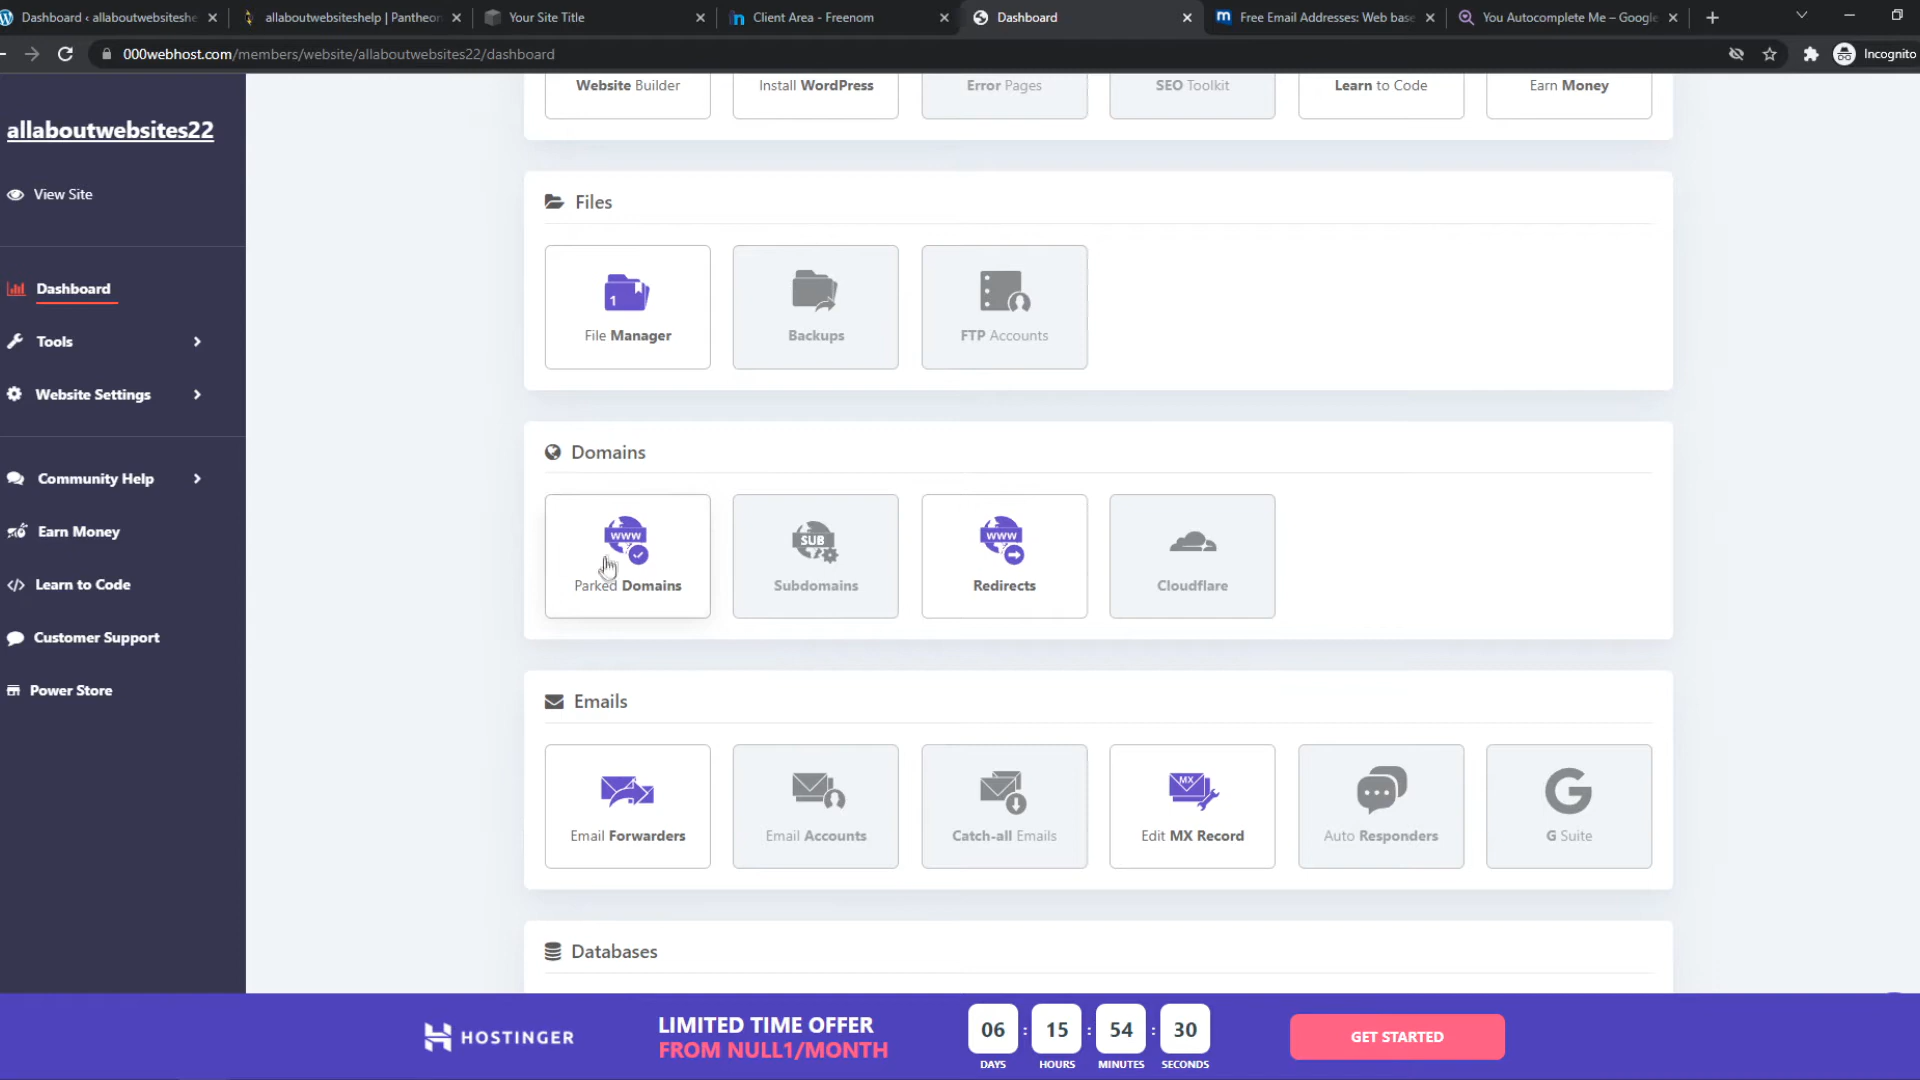 Dashboard ‹ allaboutwebsiteshe
allaboutwebsiteshelp | Pantheon
Your Site Title
Client Area - Freenom
Dashboard
Free Email Addresses: Web base
You Autocomplete Me – Google
000webhost.com/members/website/allaboutwebsites22/dashboard
Incognito
allaboutwebsites22
View Site
Dashboard
Tools
Website Settings
Community Help
Earn Money
Learn to Code
Customer Support
Power Store
Website Builder
Install WordPress
Error Pages
SEO Toolkit
Learn to Code
Earn Money
Files
1
File Manager
Backups
FTP Accounts
Domains
WWW
Parked Domains
SUB
Subdomains
WWW
Redirects
Cloudflare
Emails
Email Forwarders
Email Accounts
Catch-all Emails
MX
Edit MX Record
Auto Responders
G Suite
Databases
HOSTINGER
LIMITED TIME OFFER
FROM NULL1/MONTH
06 : 15 : 54 : 30
DAYS HOURS MINUTES SECONDS
GET STARTED